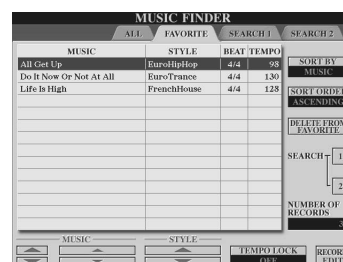 MUSIC FINDER
ALL FAVORITE SEARCH 1 SEARCH 2
MUSIC STYLE BEAT TEMPO
All Get Up EuroHipHop 4/4 98
Do It Now Or Not At All EuroTrance 4/4 130
Life Is High FrenchHouse 4/4 128
SORT BY
MUSIC
SORT ORDER
ASCENDING
DELETE FROM
FAVORITE
SEARCH 1
2
NUMBER OF
RECORDS
3
MUSIC STYLE
TEMPO LOCK
OFF
RECOR
EDIT